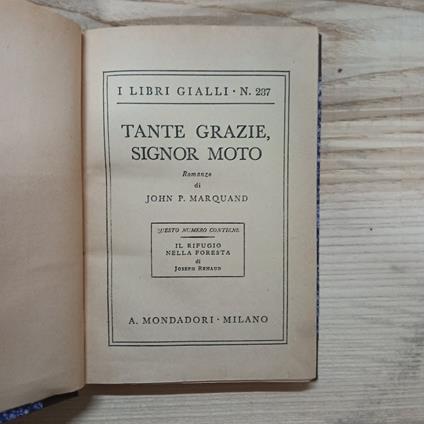 I LIBRI GIALLI · N. 237
TANTE GRAZIE,
SIGNOR MOTO
Romanzo
di
JOHN P. MARQUAND
QUESTO NUMERO CONTIENE
IL RIFUGIO
NELLA FORESTA
di
JOSEPH RENAUD
A. MONDADORI · MILANO